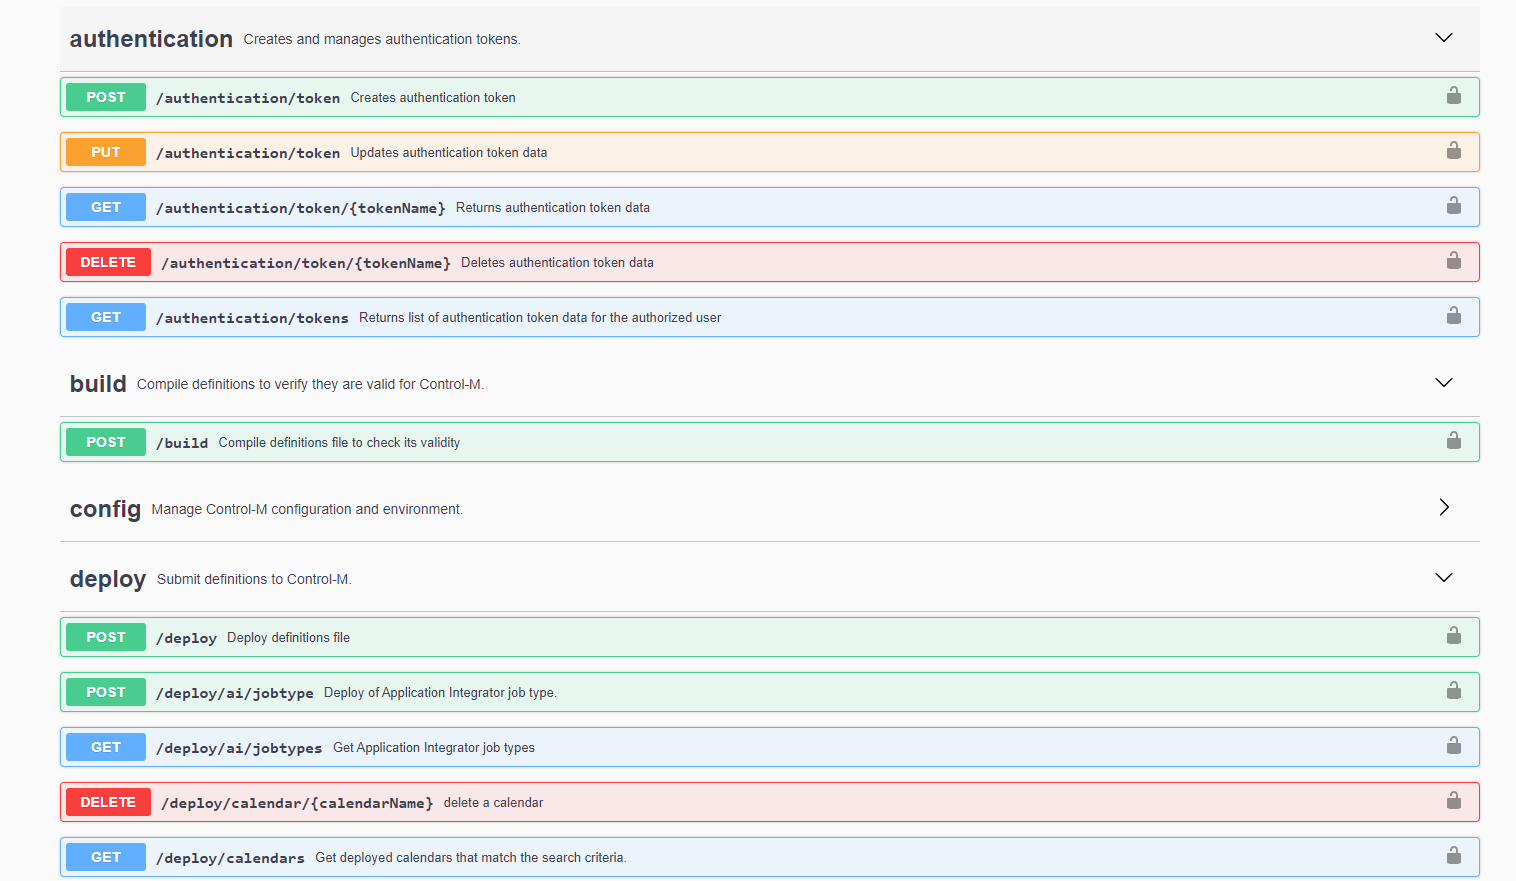 authentication Creates and manages authentication tokens.
POST /authentication/token Creates authentication token
PUT /authentication/token Updates authentication token data
GET /authentication/token/{tokenName} Returns authentication token data
DELETE /authentication/token/{tokenName} Deletes authentication token data
GET /authentication/tokens Returns list of authentication token data for the authorized user
build Compile definitions to verify they are valid for Control-M.
POST /build Compile definitions file to check its validity
config Manage Control-M configuration and environment.
deploy Submit definitions to Control-M.
POST /deploy Deploy definitions file
POST /deploy/ai/jobtype Deploy of Application Integrator job type.
GET /deploy/ai/jobtypes Get Application Integrator job types
DELETE /deploy/calendar/{calendarName} delete a calendar
GET /deploy/calendars Get deployed calendars that match the search criteria.